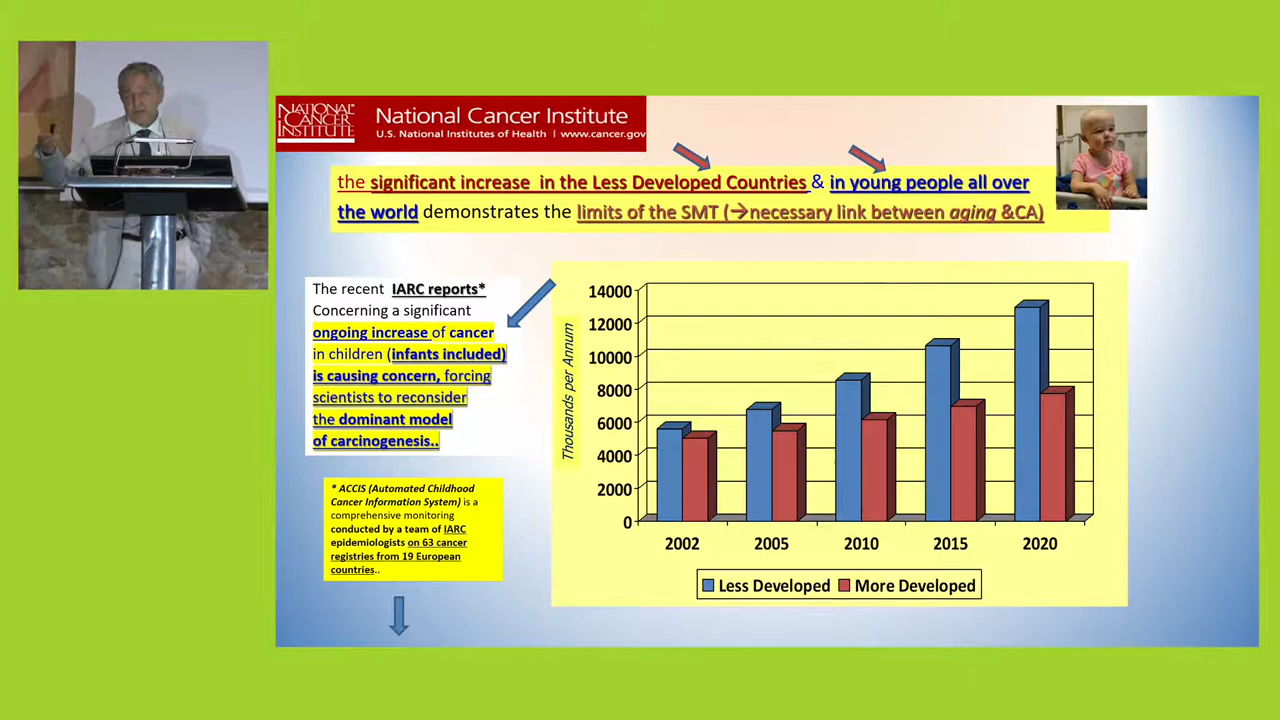 NATIONAL
CANCER
INSTITUTE
National Cancer Institute
U.S. National Institutes of Health | www.cancer.gov
the significant increase in the Less Developed Countries & in young people all over
the world demonstrates the limits of the SMT (→necessary link between aging &CA)
The recent IARC reports*
Concerning a significant
ongoing increase of cancer
in children (infants included)
is causing concern, forcing
scientists to reconsider
the dominant model
of carcinogenesis..
* ACCIS (Automated Childhood
Cancer Information System) is a
comprehensive monitoring
conducted by a team of IARC
epidemiologists on 63 cancer
registries from 19 European
countries..
Thousands per Annum
14000
12000
10000
8000
6000
4000
2000
0
2002 2005 2010 2015 2020
Less Developed More Developed